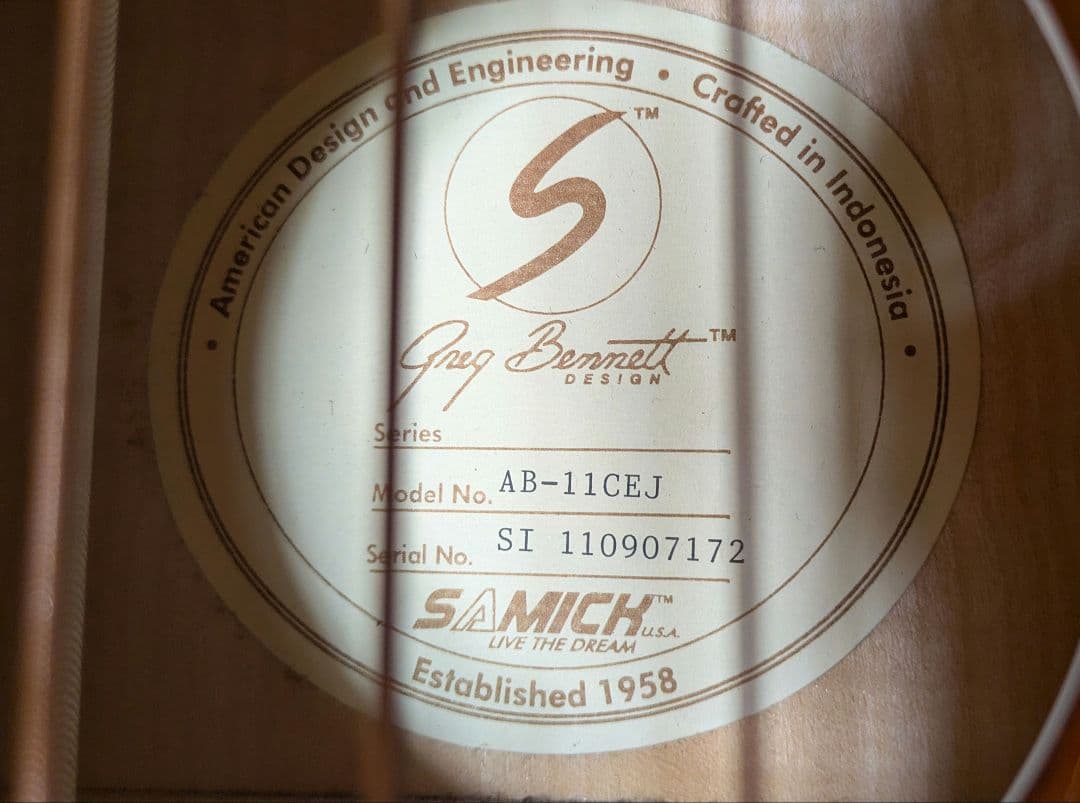 American Design and Engineering • Crafted in Indonesia
S TM
Greg Bennett TM
DESIGN
Series
Model No. AB-11CEJ
Serial No. SI 110907172
SAMICK TM U.S.A.
LIVE THE DREAM
Established 1958